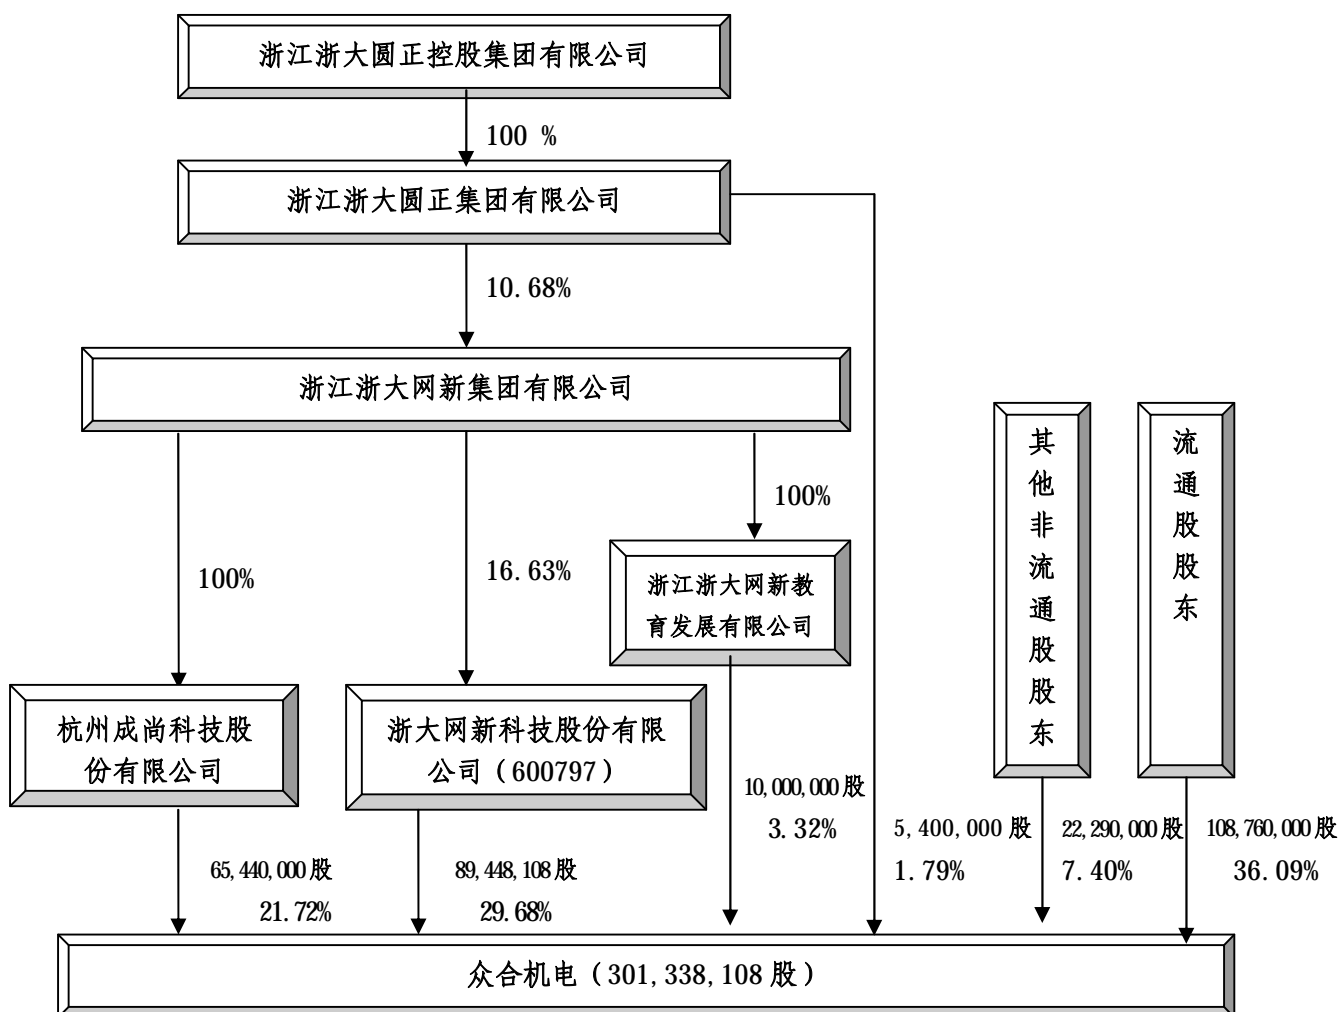 浙江浙大圆正控股集团有限公司
100 %
浙江浙大圆正集团有限公司
10.68%
浙江浙大网新集团有限公司
其他非流通股股东
流通股股东
100%
16.63%
100%
浙江浙大网新教
育发展有限公司
杭州成尚科技股
份有限公司
浙大网新科技股份有限
公司（600797）
65,440,000股
21.72%
89,448,108股
29.68%
10,000,000股
3.32%
5,400,000 股
1.79%
22,290,000股
7.40%
108,760,000股
36.09%
众合机电（301,338,108 股）